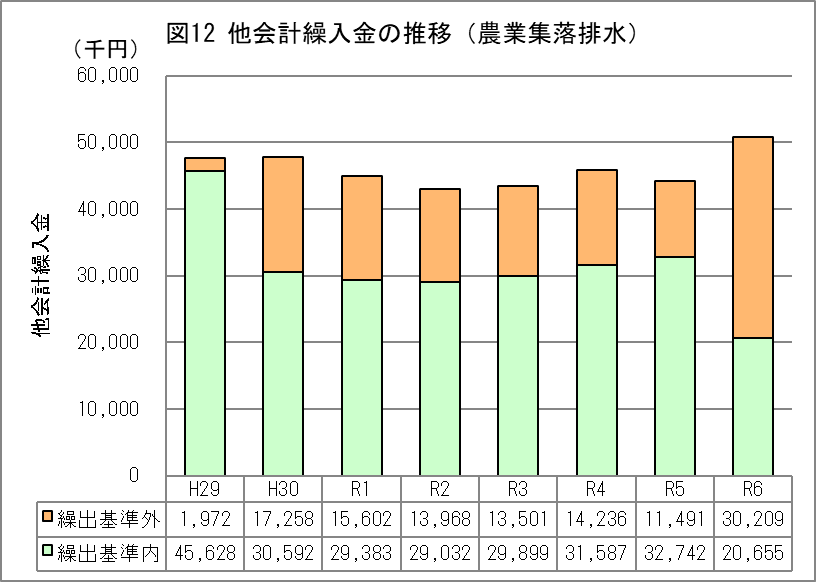 図12 他会計繰入金の推移（農業集落排水）
（千円）
60,000
50,000
40,000
30,000
20,000
10,000
0
他会計繰入金
H29 H30 R1 R2 R3 R4 R5 R6
繰出基準外 1,972 17,258 15,602 13,968 13,501 14,236 11,491 30,209
繰出基準内 45,628 30,592 29,383 29,032 29,899 31,587 32,742 20,655